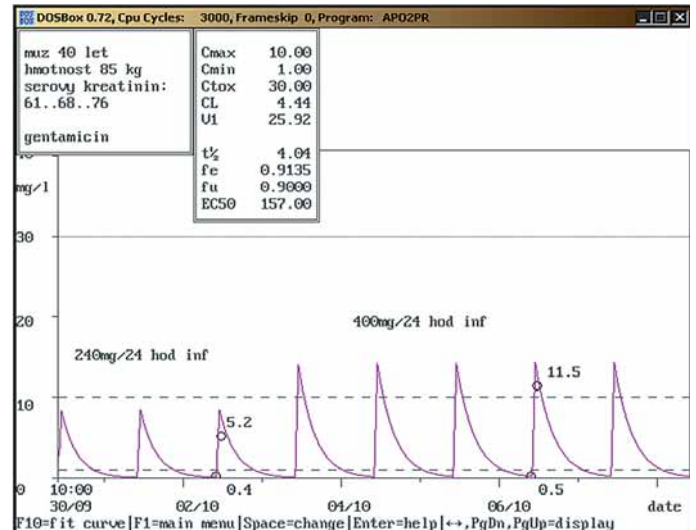 DOSBox 0.72, Cpu Cycles: 3000, Frameskip 0, Program: APO2PR
muz 40 let
hmotnost 85 kg
serovy kreatinin:
61..68..76
gentamicin
Cmax 10.00
Cmin 1.00
Ctox 30.00
CL 4.44
V1 25.92
t½ 4.04
fe 0.9135
fu 0.9000
EC50 157.00
mg/l
30
20
10
0
400mg/24 hod inf
240mg/24 hod inf
5.2
11.5
10:00
0.4
0.5
30/09
02/10
04/10
06/10
date
F10=fit curve|F1=main menu|Space=change|Enter=help|↔,PgDn,PgUp=display